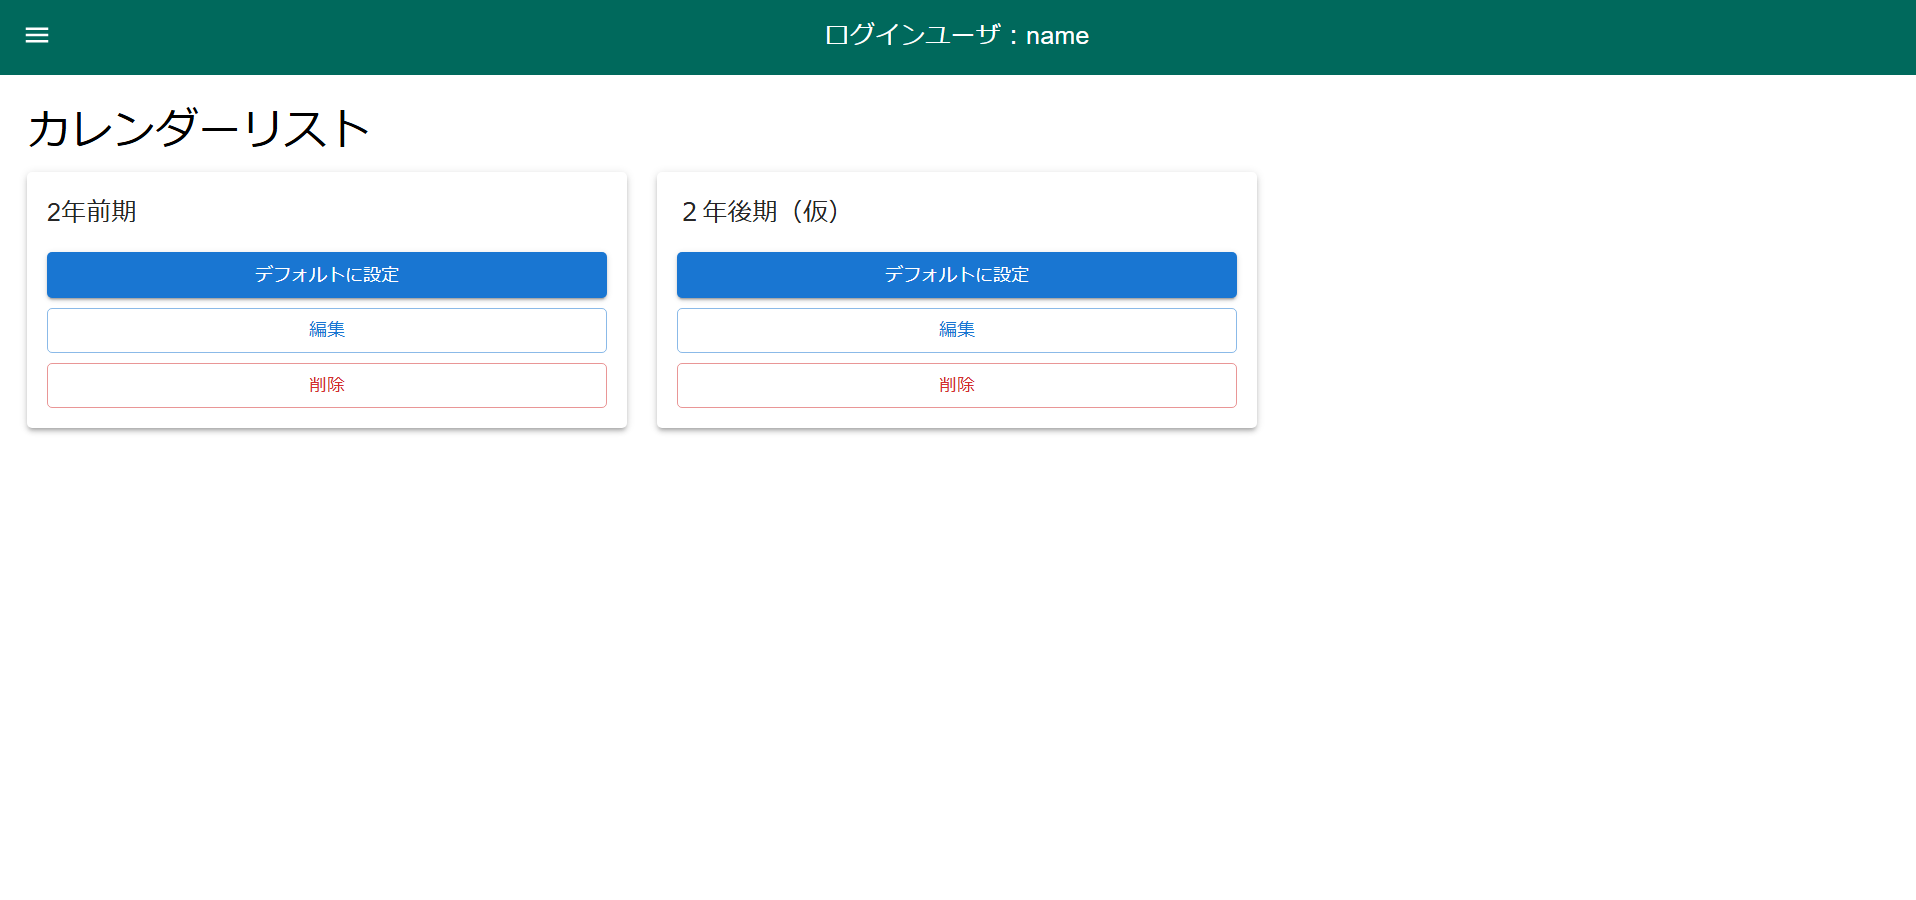 ログインユーザ：name
カレンダーリスト
2年前期
２年後期（仮）
デフォルトに設定
デフォルトに設定
編集
編集
削除
削除